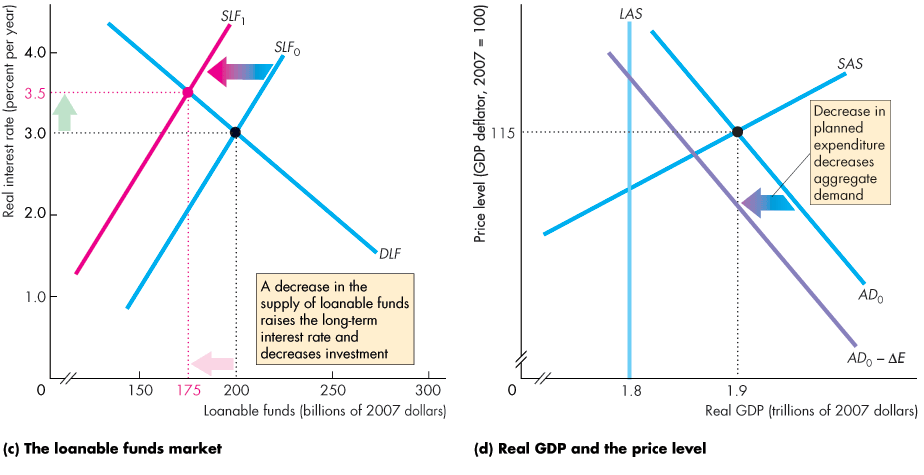 Real interest rate (percent per year)
SLF1
SLF0
4.0
3.5
3.0
2.0
DLF
1.0
A decrease in the
supply of loanable funds
raises the long-term
interest rate and
decreases investment
0
150
175
200
250
300
Loanable funds (billions of 2007 dollars)
(c) The loanable funds market
Price level (GDP deflator, 2007 = 100)
LAS
SAS
Decrease in
planned
expenditure
decreases
aggregate
demand
115
AD0
AD0 – ΔE
0
1.8
1.9
Real GDP (trillions of 2007 dollars)
(d) Real GDP and the price level